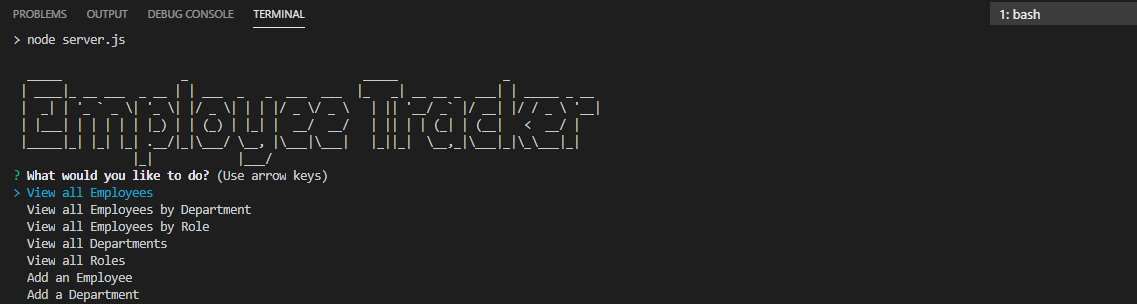 PROBLEMS OUTPUT DEBUG CONSOLE TERMINAL 1: bash
> node server.js
Employee Tracker
? What would you like to do? (Use arrow keys)
> View all Employees
View all Employees by Department
View all Employees by Role
View all Departments
View all Roles
Add an Employee
Add a Department